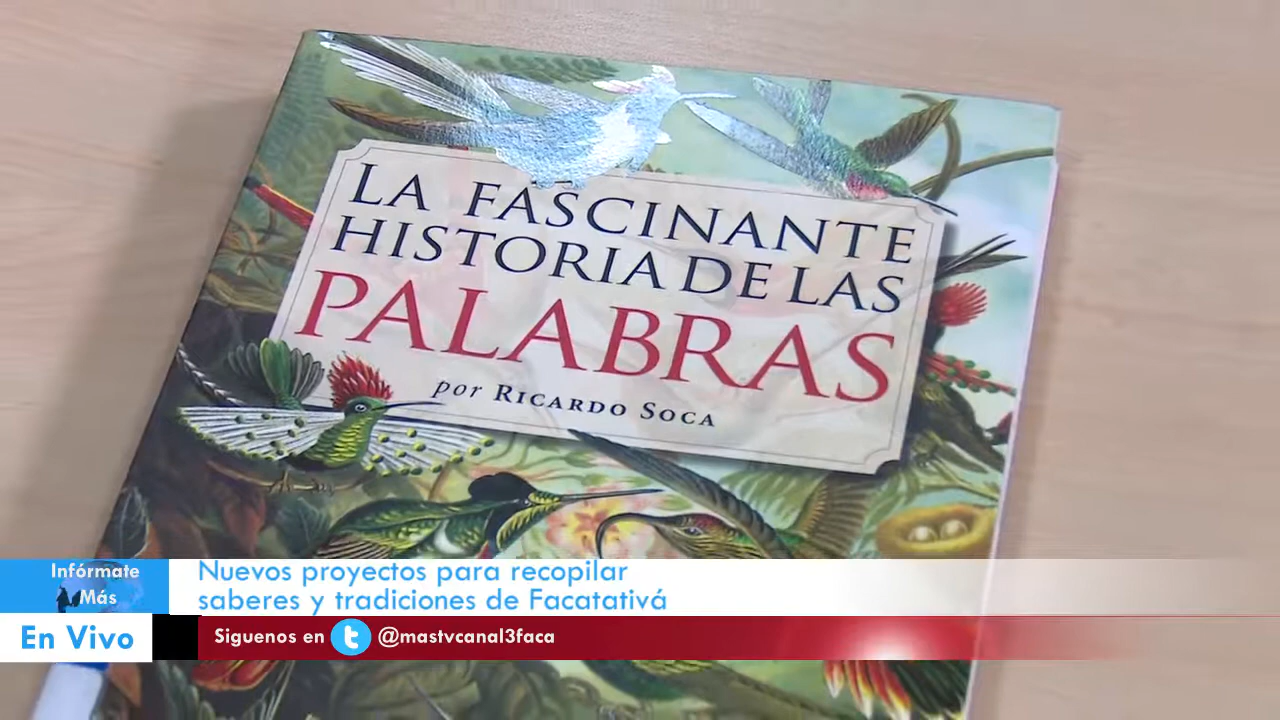 LA FASCINANTE
HISTORIA DE LAS
PALABRAS
por RICARDO SOCA
Infórmate
Más
Nuevos proyectos para recopilar
saberes y tradiciones de Facatativá
En Vivo
Siguenos en @mastvcanal3faca